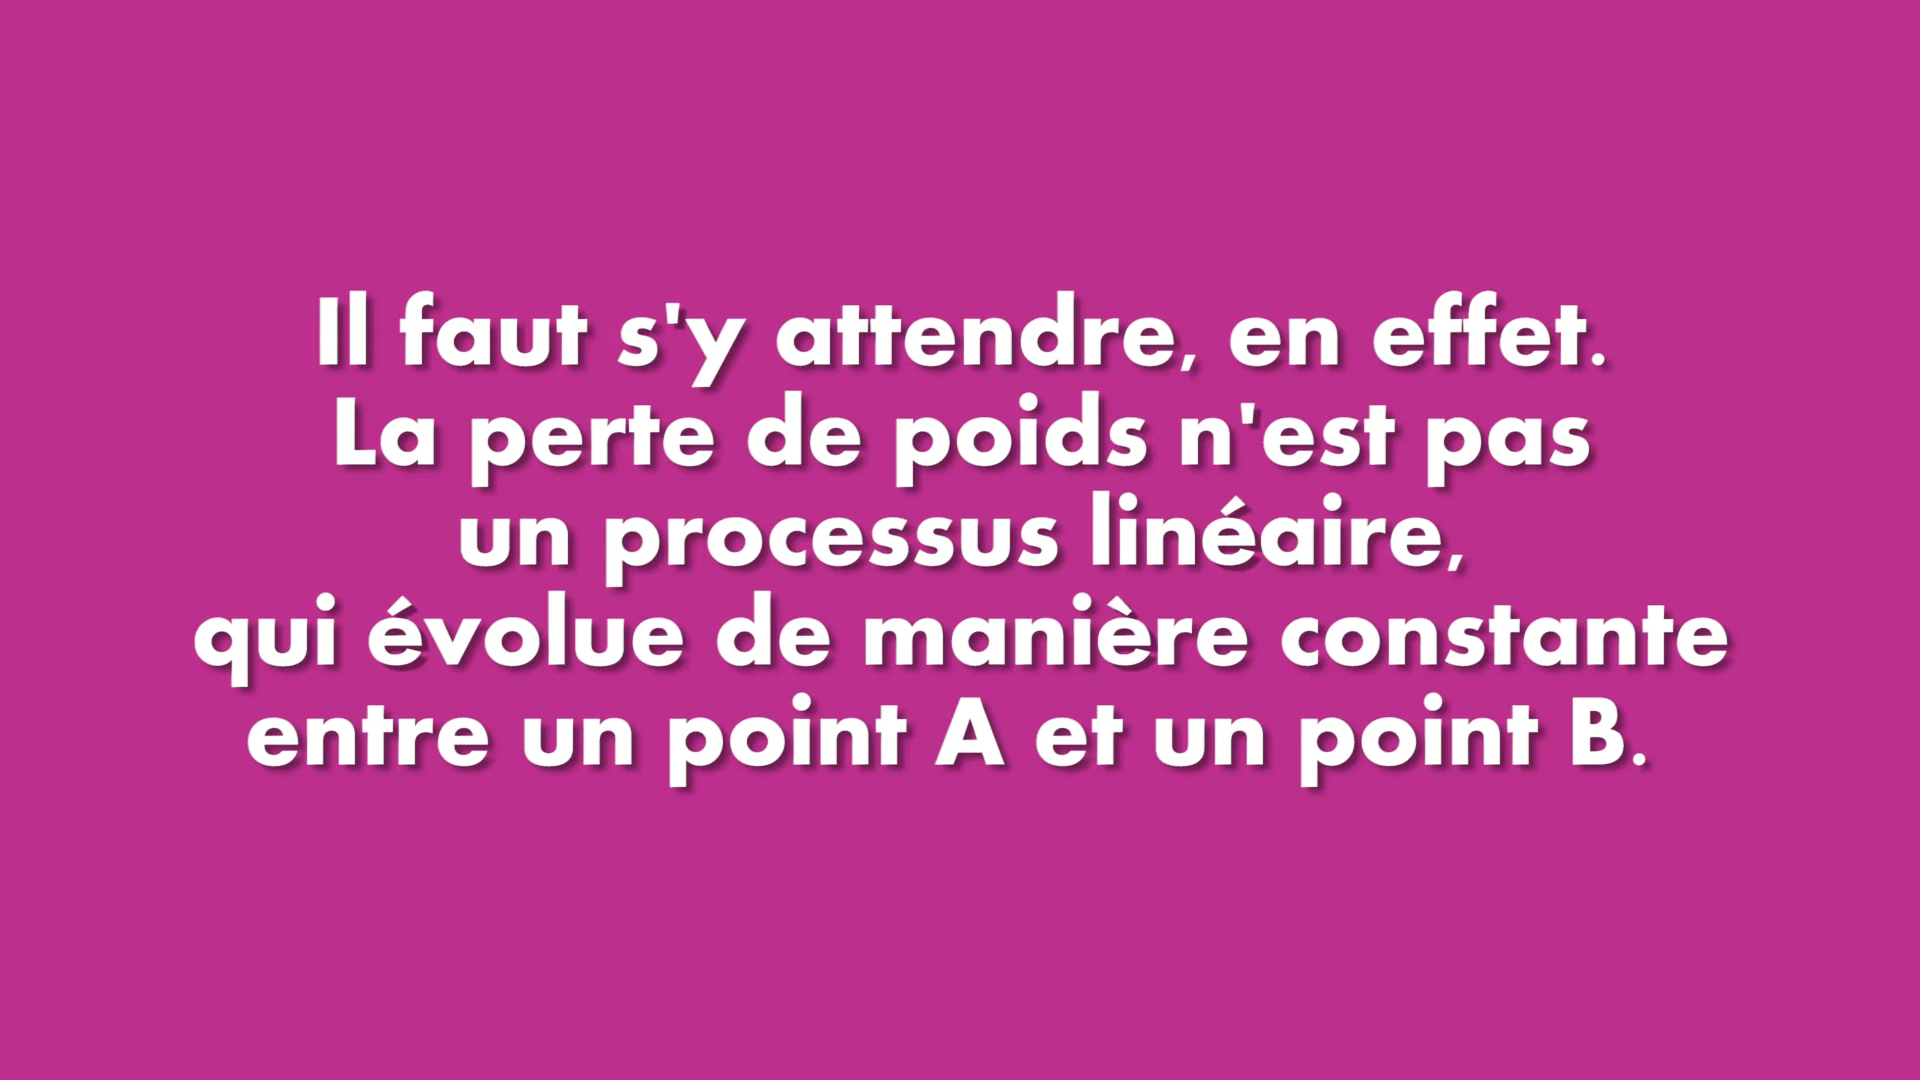 Il faut s'y attendre, en effet.
La perte de poids n'est pas
un processus linéaire,
qui évolue de manière constante
entre un point A et un point B.